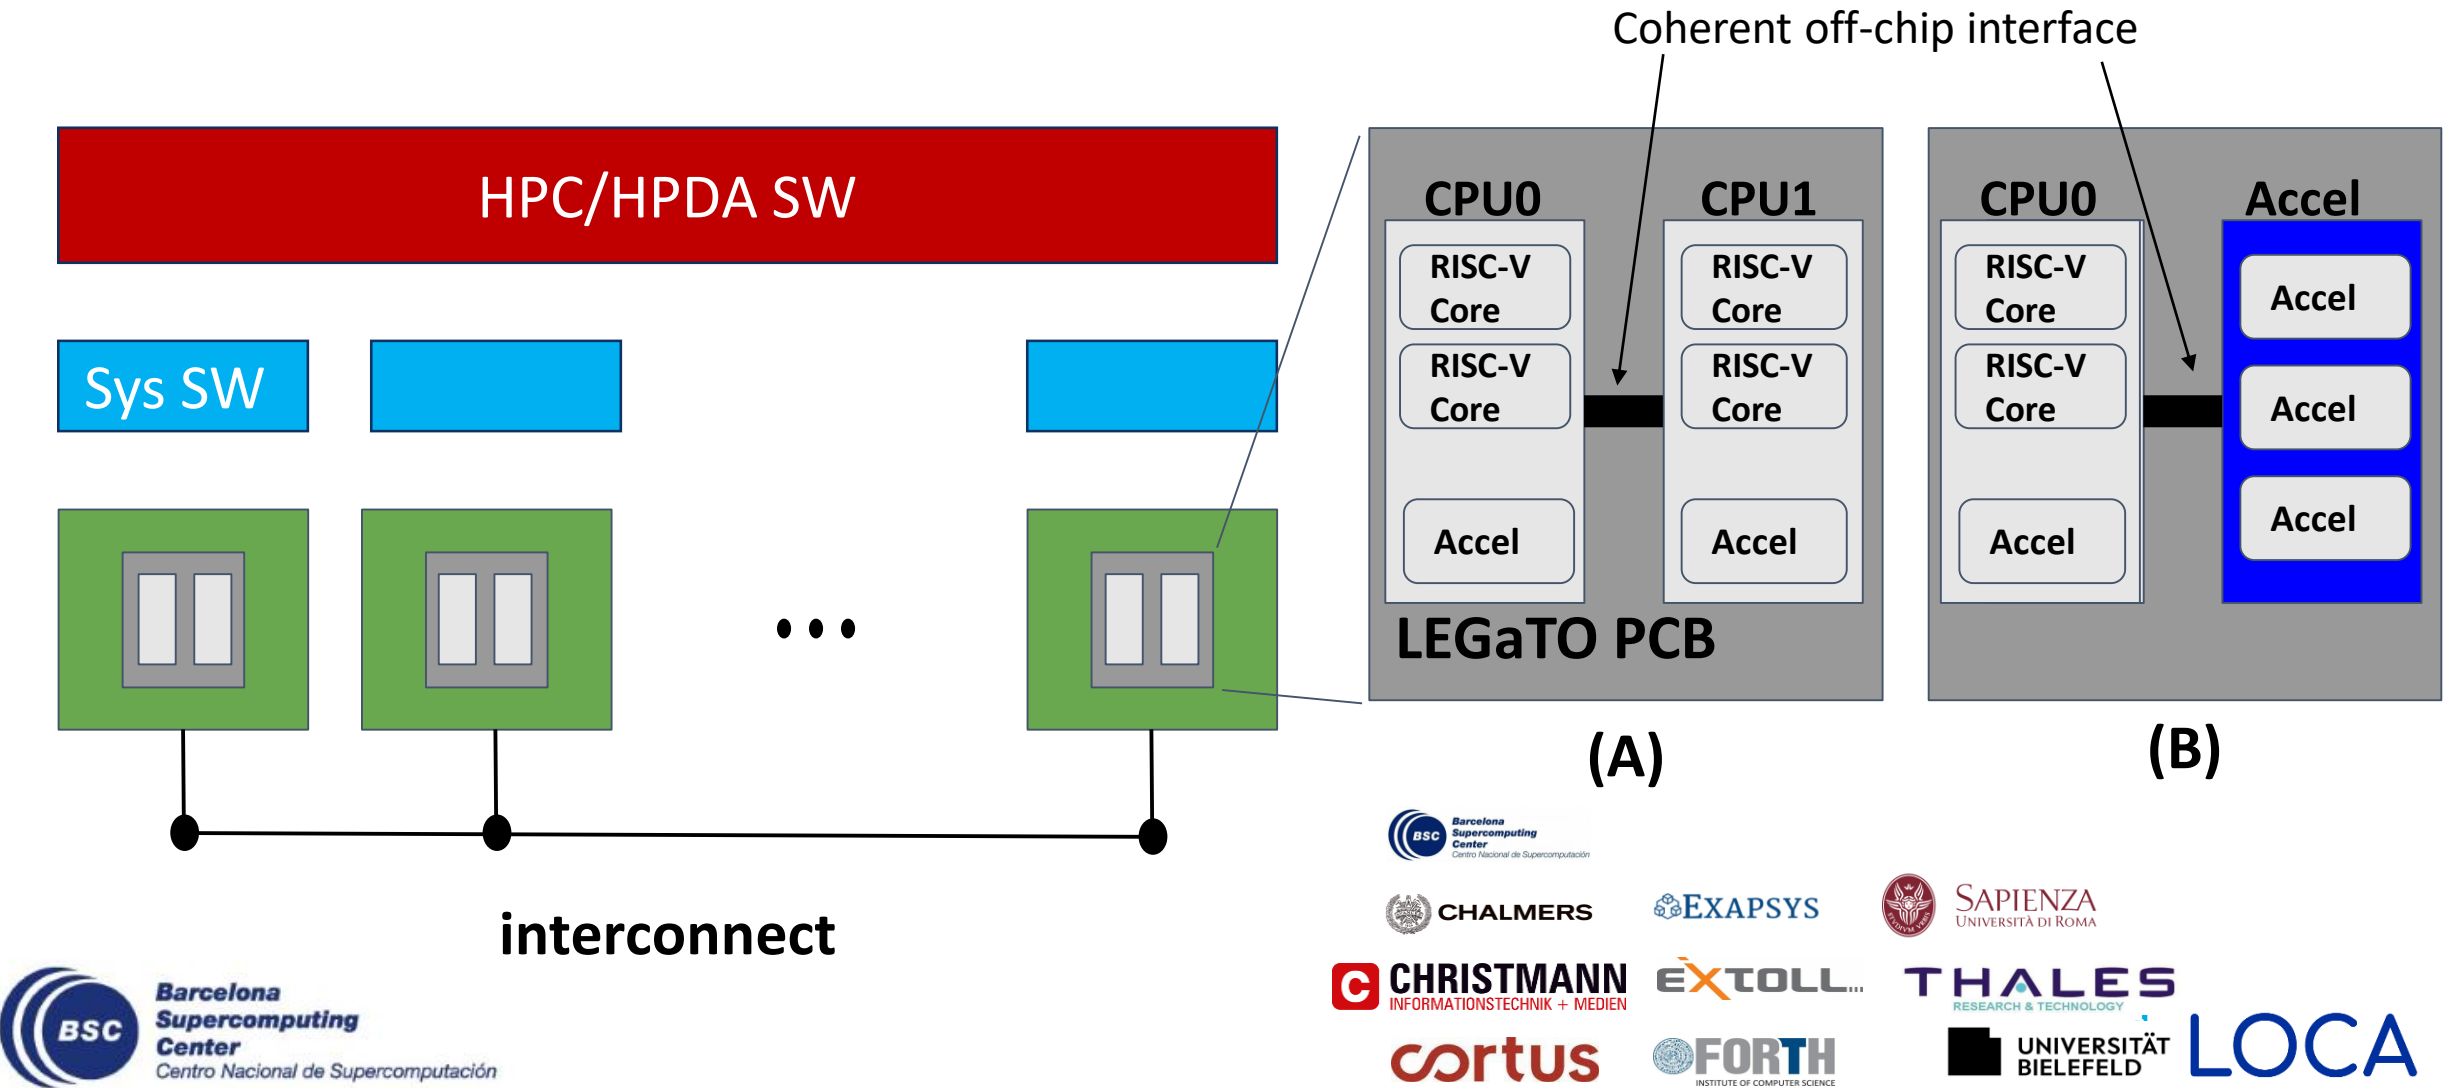 Coherent off-chip interface
HPC/HPDA SW
Sys SW
interconnect
CPU0
CPU1
RISC-V
Core
RISC-V
Core
Accel
RISC-V
Core
RISC-V
Core
Accel
LEGaTO PCB
(A)
CPU0
Accel
RISC-V
Core
RISC-V
Core
Accel
Accel
Accel
Accel
(B)
BSC
Barcelona
Supercomputing
Center
Centro Nacional de Supercomputación
CHALMERS
EXAPSYS
SAPIENZA
UNIVERSITÀ DI ROMA
C CHRISTMANN
INFORMATIONSTECHNIK + MEDIEN
EXTOLL
THALES
RESEARCH & TECHNOLOGY
cortus
FORTH
INSTITUTE OF COMPUTER SCIENCE
UNIVERSITÄT
BIELEFELD
LOCA
BSC
Barcelona
Supercomputing
Center
Centro Nacional de Supercomputación